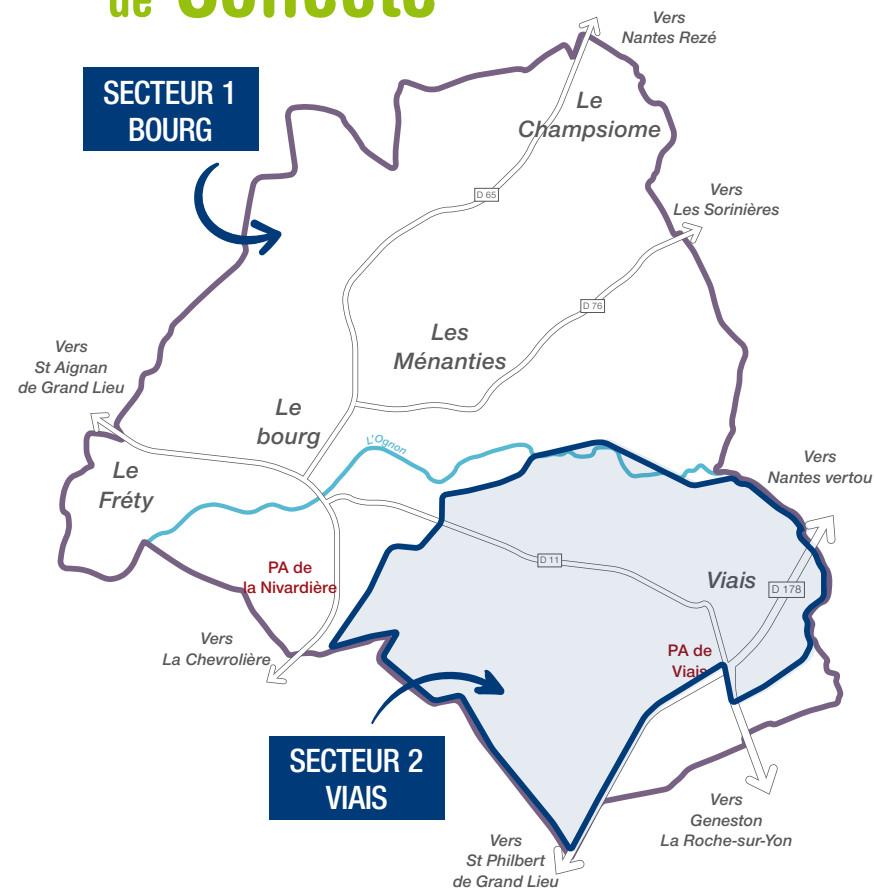 de Collecte
Vers
Nantes Rezé
SECTEUR 1
BOURG
Le
Champsiome
D 65
Vers
Les Sorinières
D 76
Les
Ménanties
Vers
St Aignan
de Grand Lieu
Le
bourg
L'Ognon
Le
Fréty
Vers
Nantes vertou
D 11
PA de
la Nivardière
Viais
D 178
Vers
La Chevrolière
PA de
Viais
SECTEUR 2
VIAIS
Vers
Geneston
La Roche-sur-Yon
Vers
St Philbert
de Grand Lieu